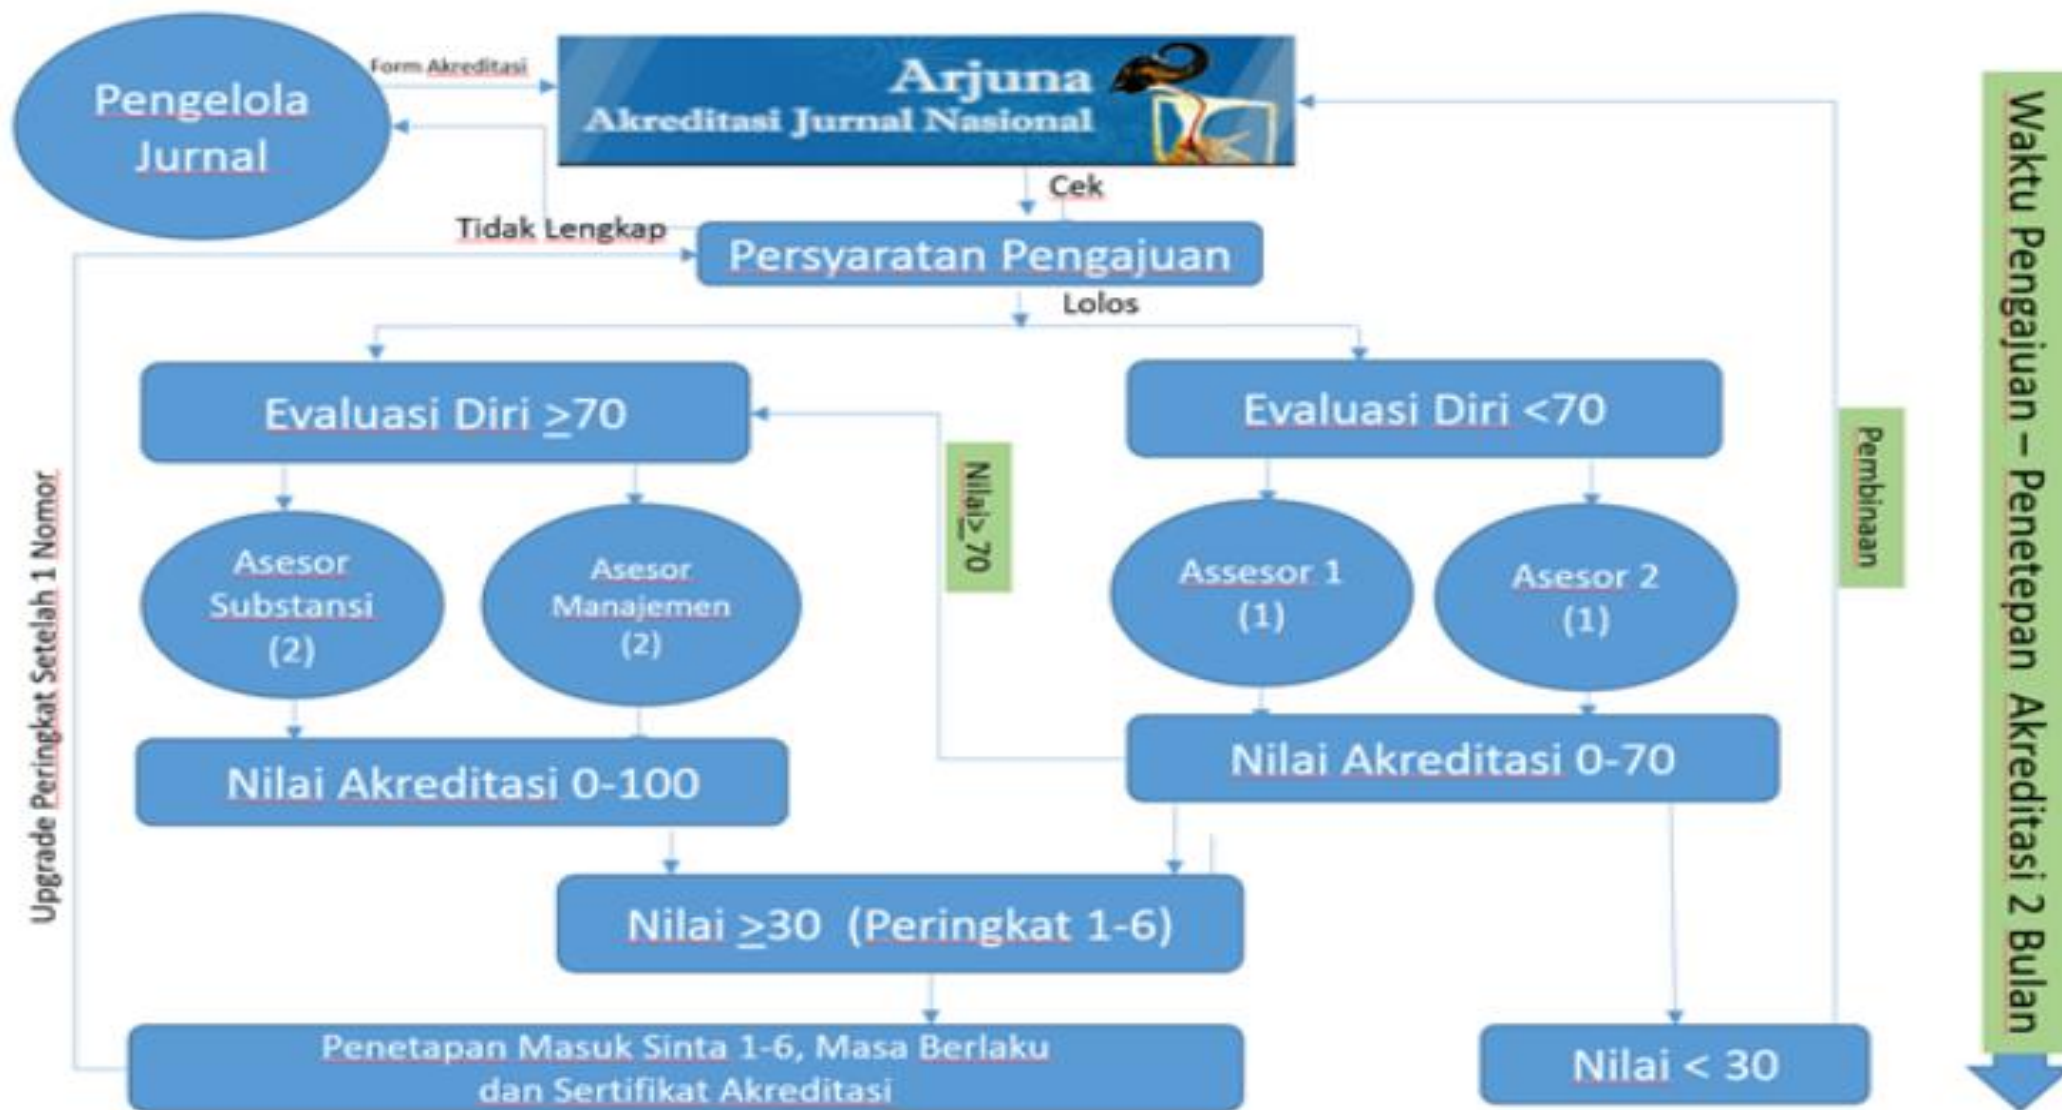 Pengelola
Jurnal
Form Akreditasi
Arjuna
Akreditasi Jurnal Nasional
Cek
Tidak Lengkap
Persyaratan Pengajuan
Lolos
Evaluasi Diri ≥70
Evaluasi Diri <70
Nilai≥ 70
Asesor
Substansi
(2)
Asesor
Manajemen
(2)
Assesor 1
(1)
Asesor 2
(1)
Nilai Akreditasi 0-100
Nilai Akreditasi 0-70
Nilai ≥30 (Peringkat 1-6)
Penetapan Masuk Sinta 1-6, Masa Berlaku
dan Sertifikat Akreditasi
Nilai < 30
Upgrade Peringkat Setelah 1 Nomor
Pembinaan
Waktu Pengajuan – Penetepan Akreditasi 2 Bulan